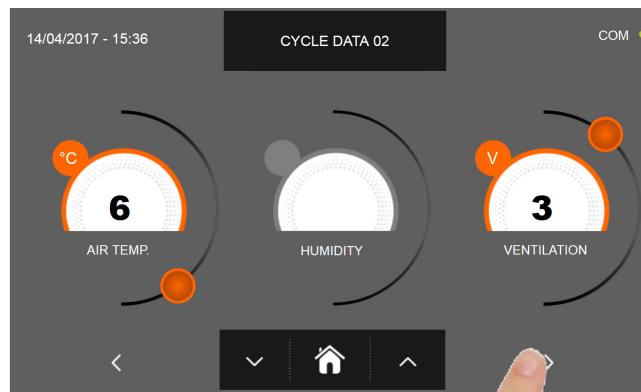 14/04/2017 - 15:36
CYCLE DATA 02
COM
°C
V
6
3
AIR TEMP.
HUMIDITY
VENTILATION